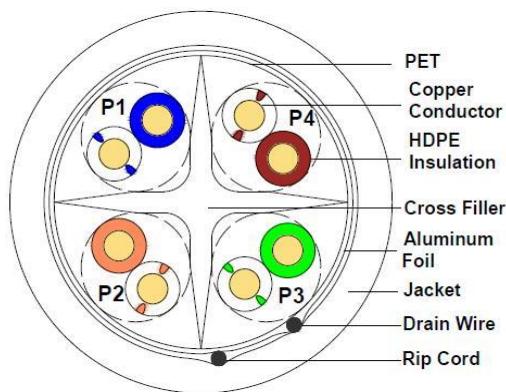 PET
P1
P4
Copper
Conductor
HDPE
Insulation
Cross Filler
P2
P3
Aluminum
Foil
Jacket
Drain Wire
Rip Cord